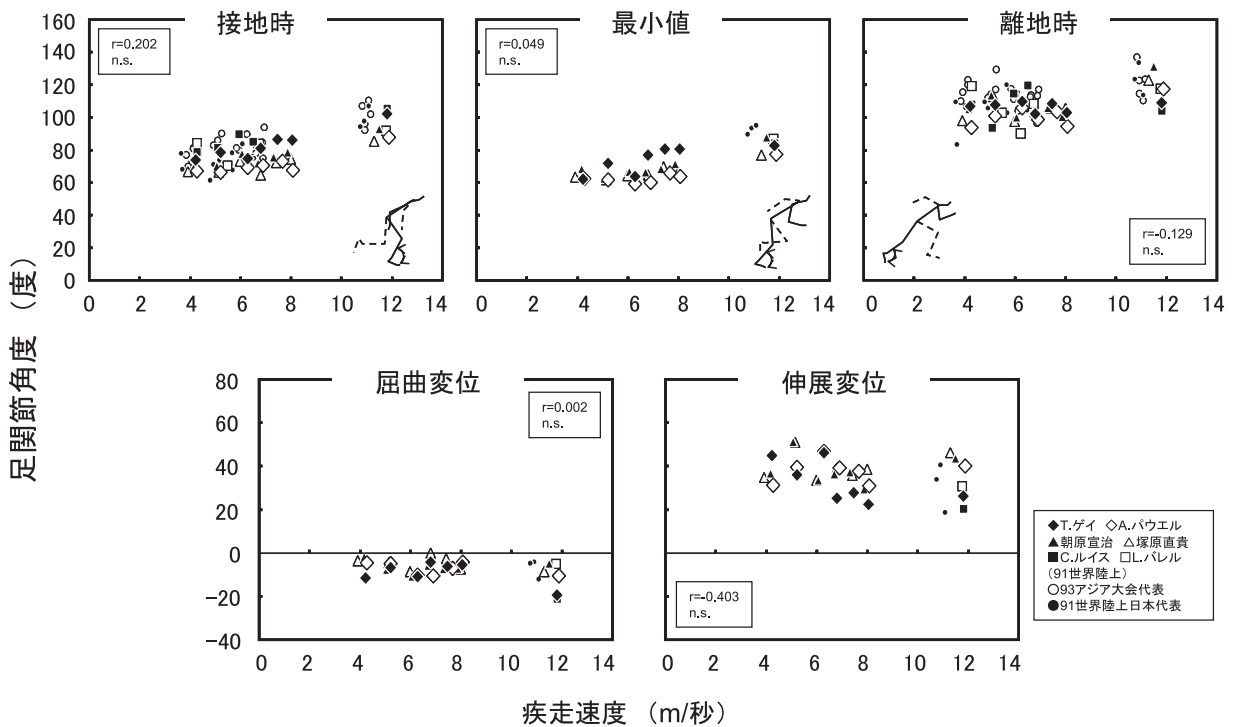 接地時
r=0.202
n.s.
160
140
120
100
80
60
40
20
0
0 2 4 6 8 10 12 14
最小値
r=0.049
n.s.
0 2 4 6 8 10 12 14
離地時
r=-0.129
n.s.
0 2 4 6 8 10 12 14
足関節角度 (度)
屈曲変位
r=0.002
n.s.
80
60
40
20
0
-20
-40
0 2 4 6 8 10 12 14
伸展変位
r=-0.403
n.s.
0 2 4 6 8 10 12 14
◆T.ゲイ ◇A.パウエル
▲朝原宣治 △塚原直貴
■C.ルイス □L.バレル
(91世界陸上)
○93アジア大会代表
●91世界陸上日本代表
疾走速度 (m/秒)